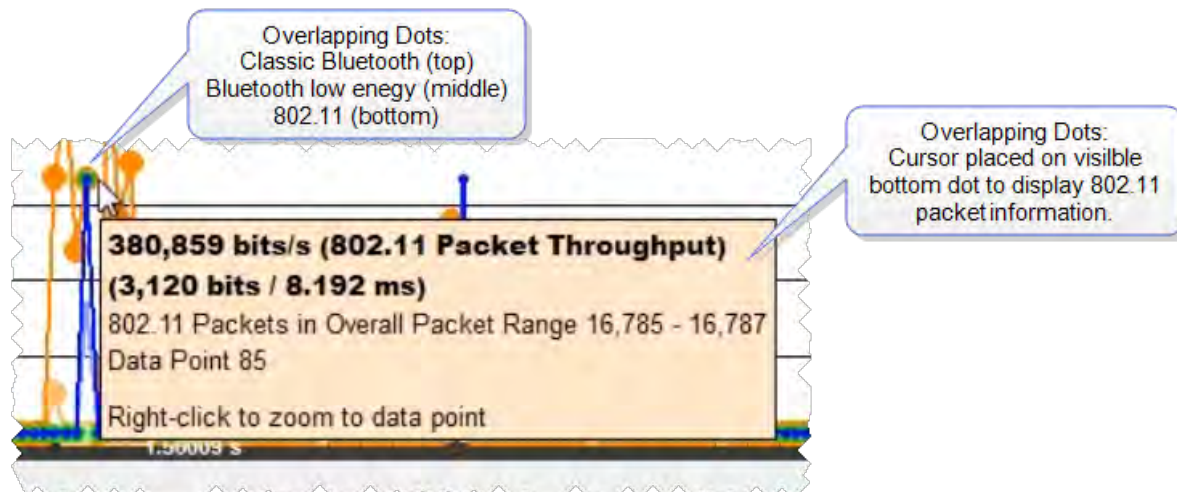 Overlapping Dots:
Classic Bluetooth (top)
Bluetooth low enegy (middle)
802.11 (bottom)
Overlapping Dots:
Cursor placed on visilble
bottom dot to display 802.11
packet information.
380,859 bits/s (802.11 Packet Throughput)
(3,120 bits / 8.192 ms)
802.11 Packets in Overall Packet Range 16,785 - 16,787
Data Point 85
Right-click to zoom to data point